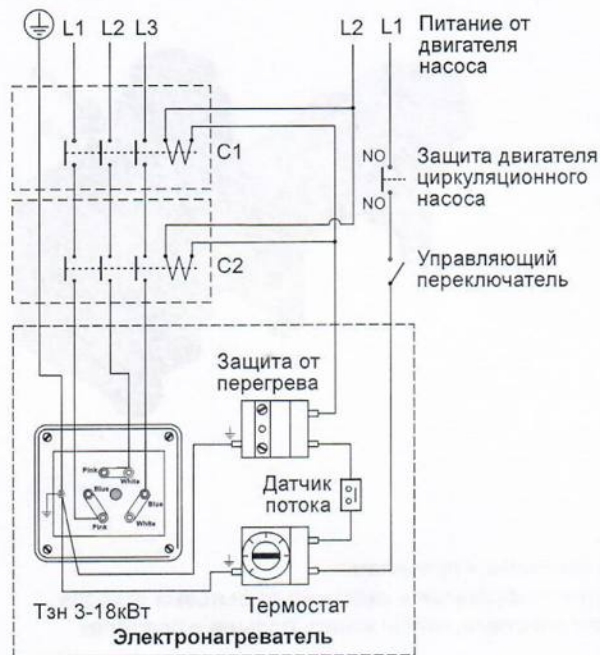 L1 L2 L3 L2 L1
Питание от
двигателя
насоса
C1
NO
NO
Защита двигателя
циркуляционного
насоса
C2
Управляющий
переключатель
Защита от
перегрева
Pink
White
Blue
Blue
Pink
White
Датчик
потока
Тзн 3-18кВт
Термостат
Электронагреватель